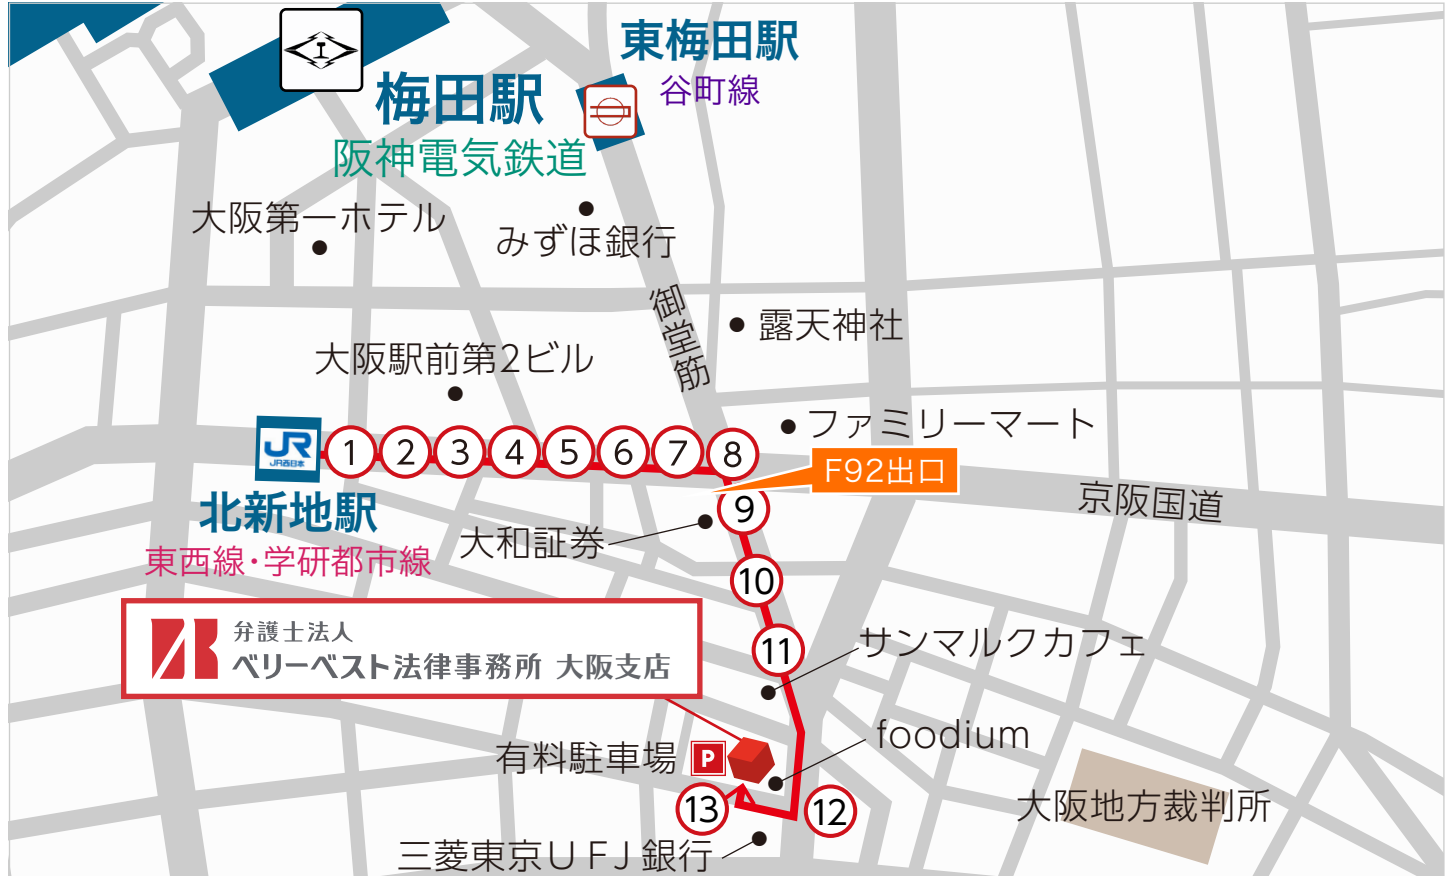 東梅田駅
谷町線
梅田駅
阪神電気鉄道
大阪第一ホテル
みずほ銀行
御堂筋
露天神社
大阪駅前第2ビル
ファミリーマート
JR
JR西日本
1
2
3
4
5
6
7
8
F92出口
北新地駅
東西線・学研都市線
大和証券
9
京阪国道
10
弁護士法人
ベリーベスト法律事務所 大阪支店
11
サンマルクカフェ
foodium
有料駐車場
P
大阪地方裁判所
13
12
三菱東京UFJ銀行